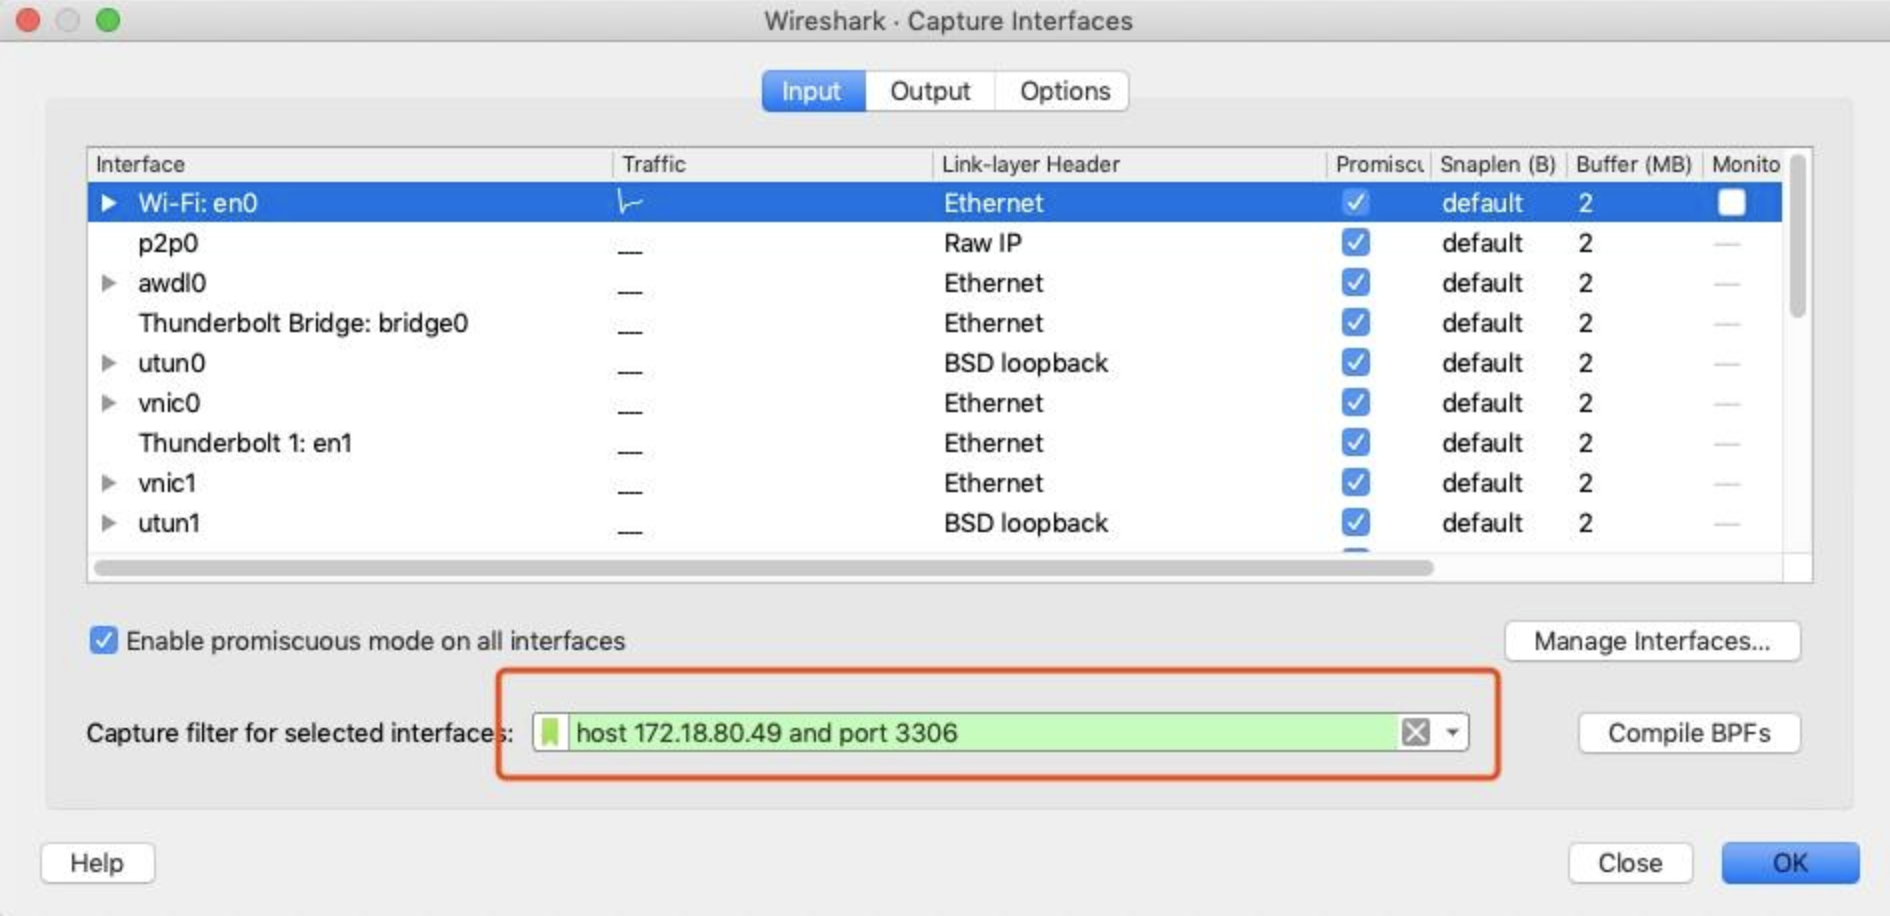 Wireshark · Capture Interfaces
Input Output Options
Interface Traffic Link-layer Header Promiscu Snaplen (B) Buffer (MB) Monito
Wi-Fi: en0 Ethernet default 2
p2p0 Raw IP default 2
awdl0 Ethernet default 2
Thunderbolt Bridge: bridge0 Ethernet default 2
utun0 BSD loopback default 2
vnic0 Ethernet default 2
Thunderbolt 1: en1 Ethernet default 2
vnic1 Ethernet default 2
utun1 BSD loopback default 2
Enable promiscuous mode on all interfaces Manage Interfaces...
Capture filter for selected interfaces: host 172.18.80.49 and port 3306 Compile BPFs
Help Close OK